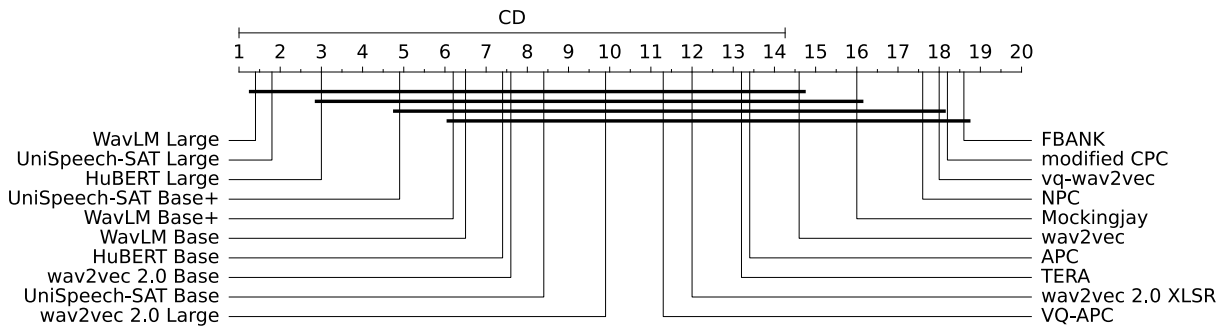 CD
1 2 3 4 5 6 7 8 9 10 11 12 13 14 15 16 17 18 19 20
WavLM Large FBANK
UniSpeech-SAT Large modified CPC
HuBERT Large vq-wav2vec
UniSpeech-SAT Base+ NPC
WavLM Base+ Mockingjay
WavLM Base wav2vec
HuBERT Base APC
wav2vec 2.0 Base TERA
UniSpeech-SAT Base wav2vec 2.0 XLSR
wav2vec 2.0 Large VQ-APC